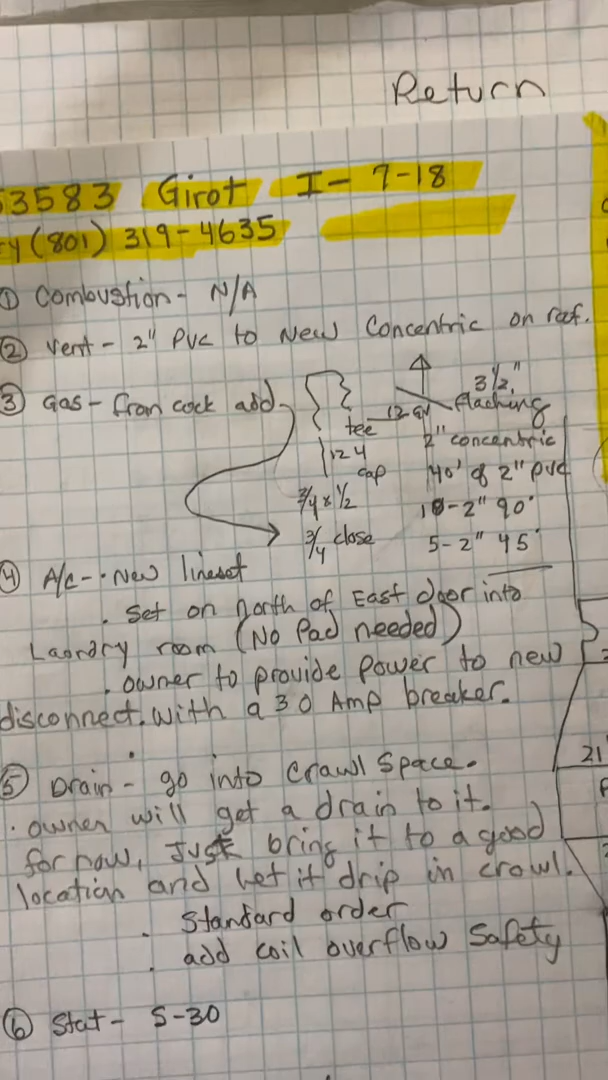 Return
53583 Girot I- 7-18
y (801) 319-4635
① Combustion- N/A
② Vent- 2" PVC to New Concentric on roof.
③ Gas- from cock add
tee
124
cap
3/4 x 1/2
3/4 close
3 1/2"
flashing
2" concentric
40' of 2" pvc
10-2" 90°
5-2" 45°
④ A/C- · New lineset
. Set on north of East door into
Laundry room (No Pad needed)
. owner to provide power to new
disconnect. with a 30 Amp breaker.
⑤ Drain- go into crawl space.
. owner will get a drain to it.
for now, Just bring it to a good
location and let it drip in crawl.
. Standard order
. add coil overflow Safety
⑥ Stat- S-30
21